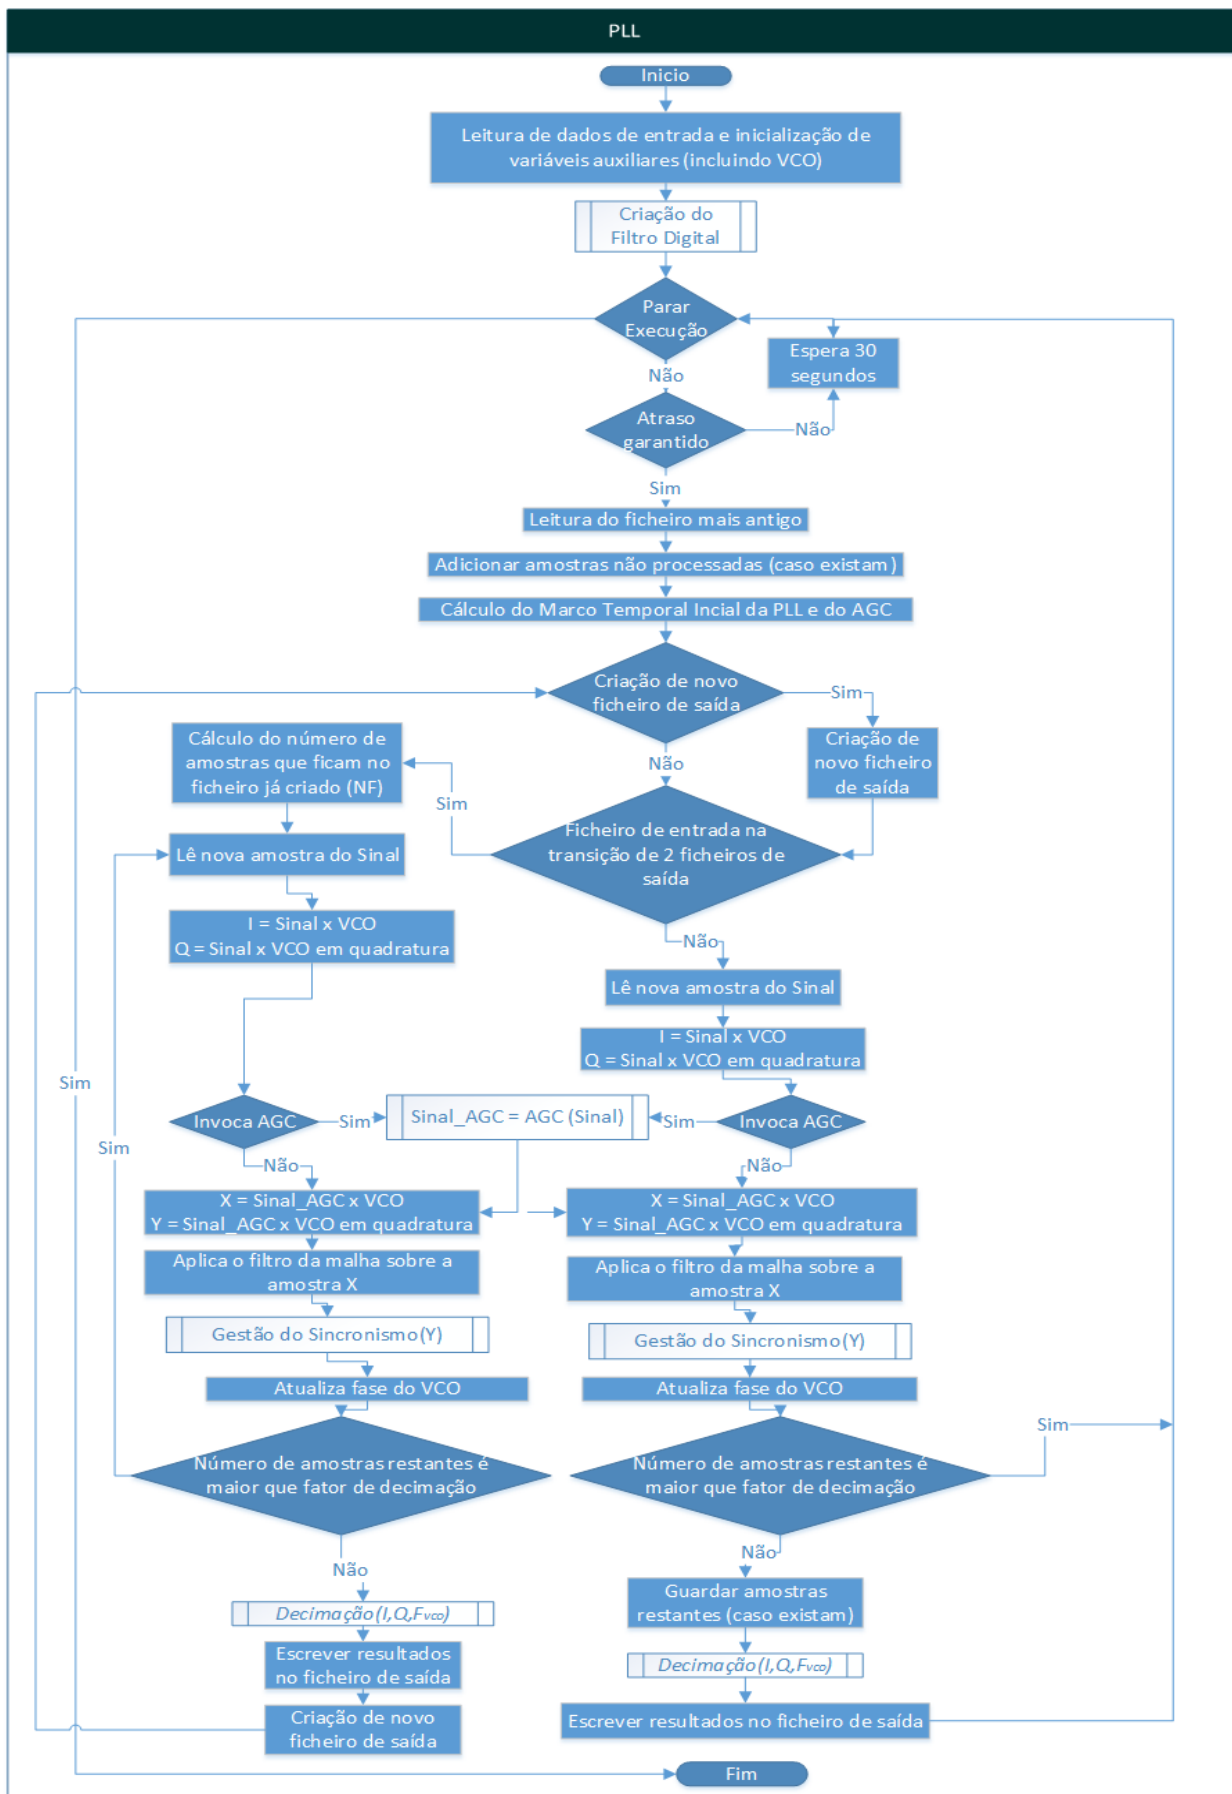 PLL
Inicio
Leitura de dados de entrada e inicialização de
variáveis auxiliares (incluindo VCO)
Criação do
Filtro Digital
Parar
Execução
Espera 30
segundos
Não
Atraso
garantido
Não
Sim
Leitura do ficheiro mais antigo
Adicionar amostras não processadas (caso existam)
Cálculo do Marco Temporal Incial da PLL e do AGC
Criação de novo
ficheiro de saída
Sim
Criação de
novo ficheiro
de saída
Não
Cálculo do número de
amostras que ficam no
ficheiro já criado (NF)
Sim
Ficheiro de entrada na
transição de 2 ficheiros de
saída
Lê nova amostra do Sinal
I = Sinal x VCO
Q = Sinal x VCO em quadratura
Não
Lê nova amostra do Sinal
I = Sinal x VCO
Q = Sinal x VCO em quadratura
Sim
Invoca AGC
Sim
Sinal_AGC = AGC (Sinal)
Sim
Invoca AGC
Sim
Não
Não
X = Sinal_AGC x VCO
Y = Sinal_AGC x VCO em quadratura
X = Sinal_AGC x VCO
Y = Sinal_AGC x VCO em quadratura
Aplica o filtro da malha sobre a
amostra X
Aplica o filtro da malha sobre a
amostra X
Gestão do Sincronismo(Y)
Gestão do Sincronismo(Y)
Atualiza fase do VCO
Atualiza fase do VCO
Sim
Número de amostras restantes é
maior que fator de decimação
Número de amostras restantes é
maior que fator de decimação
Não
Não
Decimação(I,Q,Fvco)
Guardar amostras
restantes (caso existam)
Escrever resultados
no ficheiro de saída
Decimação(I,Q,Fvco)
Criação de novo
ficheiro de saída
Escrever resultados no ficheiro de saída
Fim